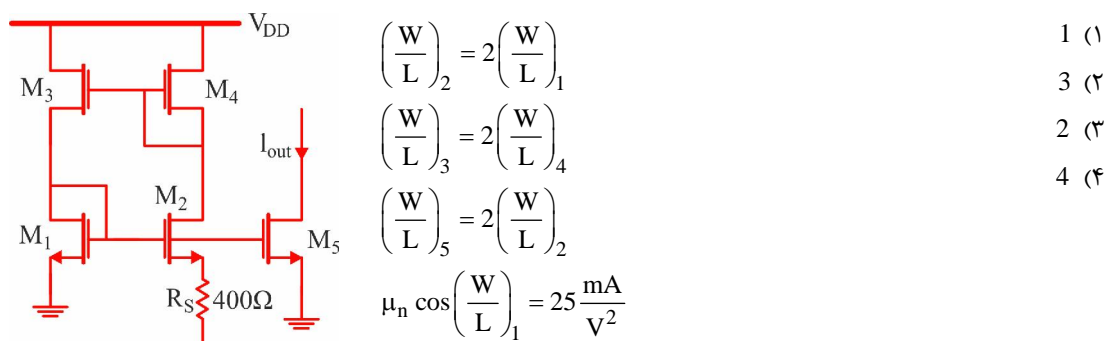 V_DD
M_3
M_4
I_out
M_2
M_1
M_5
R_S 400Ω
(W/L)_2 = 2(W/L)_1
(W/L)_3 = 2(W/L)_4
(W/L)_5 = 2(W/L)_2
μ_n cos(W/L)_1 = 25 mA/V^2
1 (۱
3 (۲
2 (۳
4 (۴